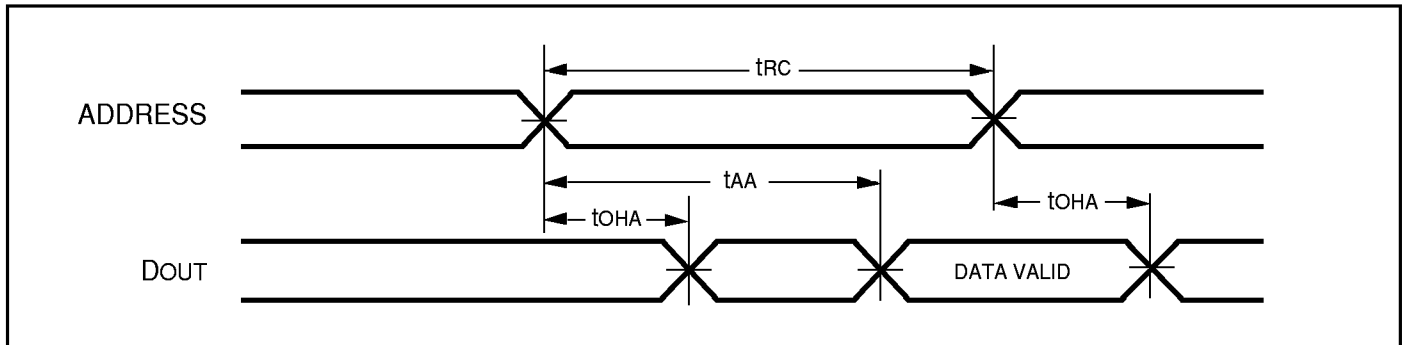 tRC
ADDRESS
tAA
tOHA
tOHA
DOUT
DATA VALID